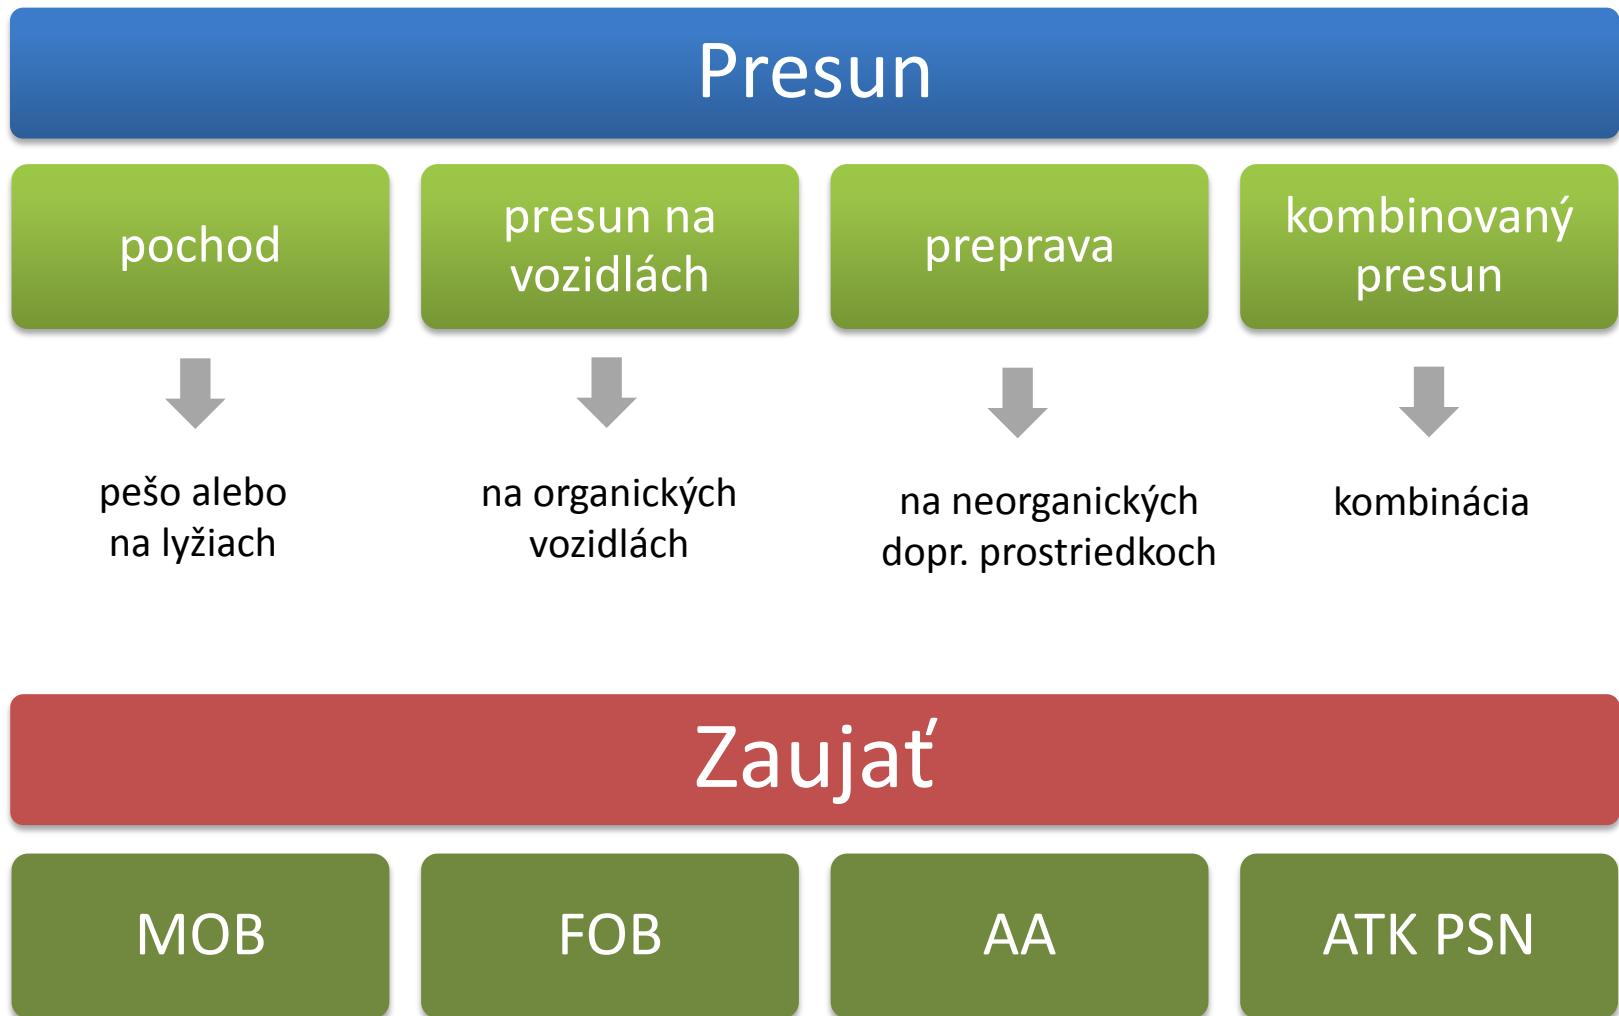 Presun
pochod
presun na
vozidlách
preprava
kombinovaný
presun
pešo alebo
na lyžiach
na organických
vozidlách
na neorganických
dopr. prostriedkoch
kombinácia
Zaujať
MOB
FOB
AA
ATK PSN